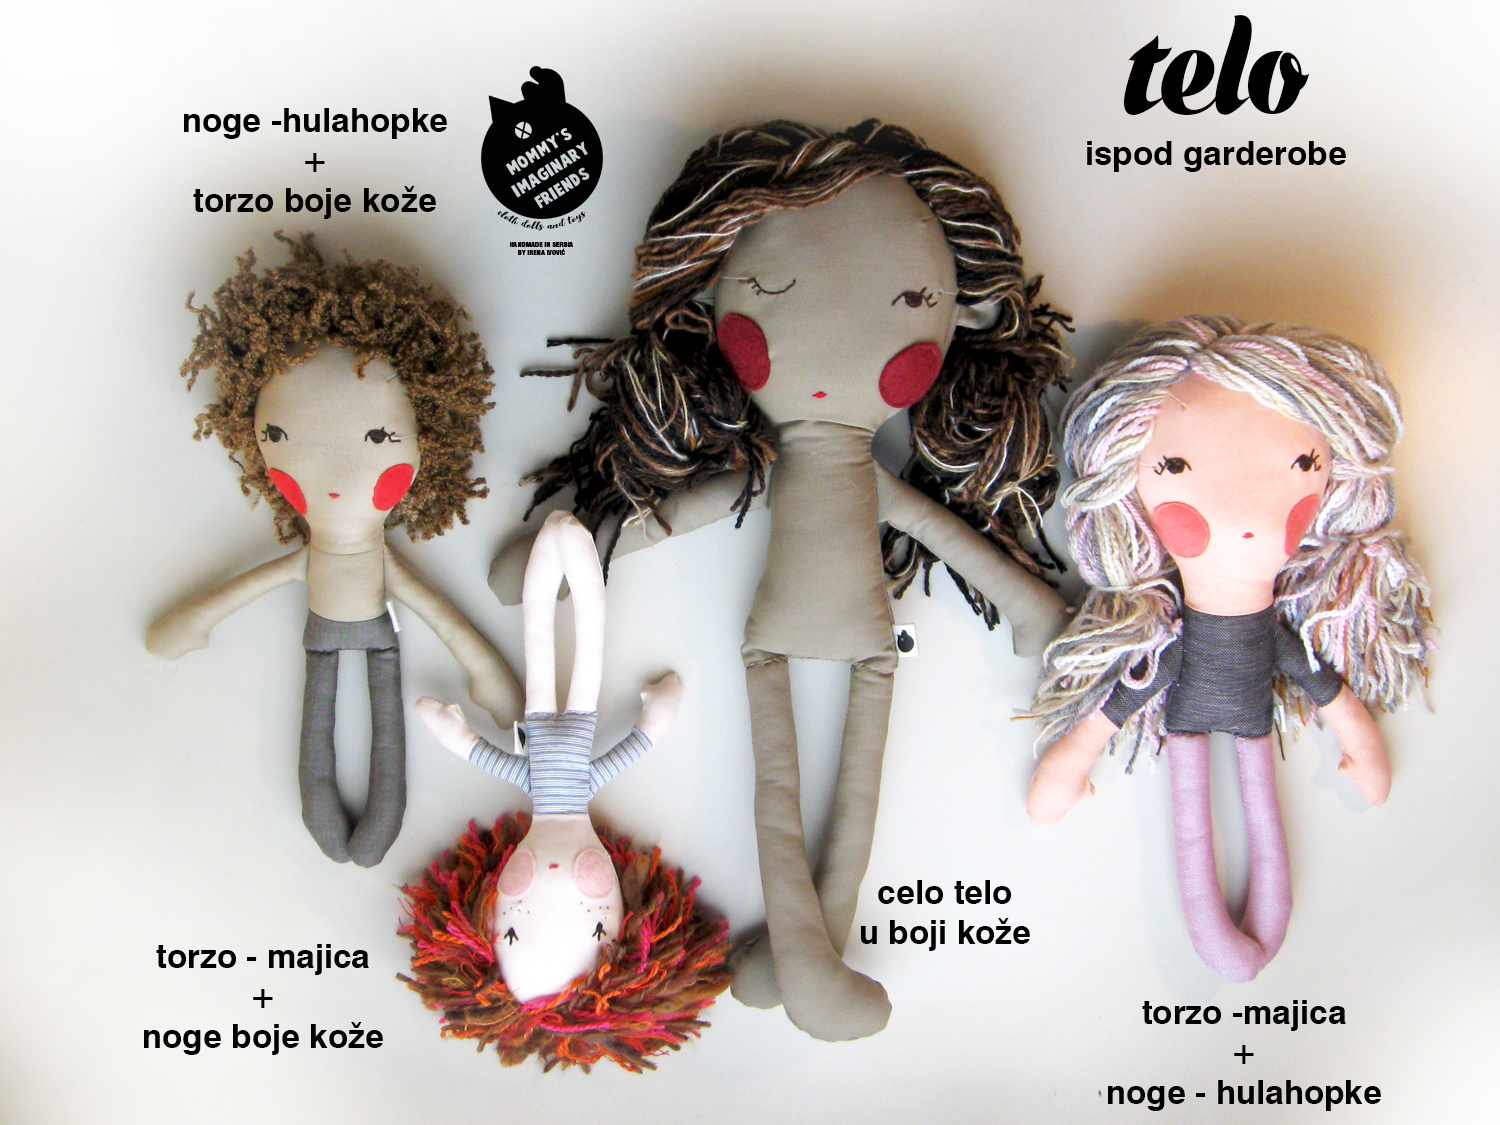 telo
ispod garderobe
noge -hulahopke
+
torzo boje kože
MOMMY'S
IMAGINARY
FRIENDS
cloth dolls and toys
HANDMADE IN SERBIA
BY IRENA IVOVIĆ
celo telo
u boji kože
torzo - majica
+
noge boje kože
torzo -majica
+
noge - hulahopke